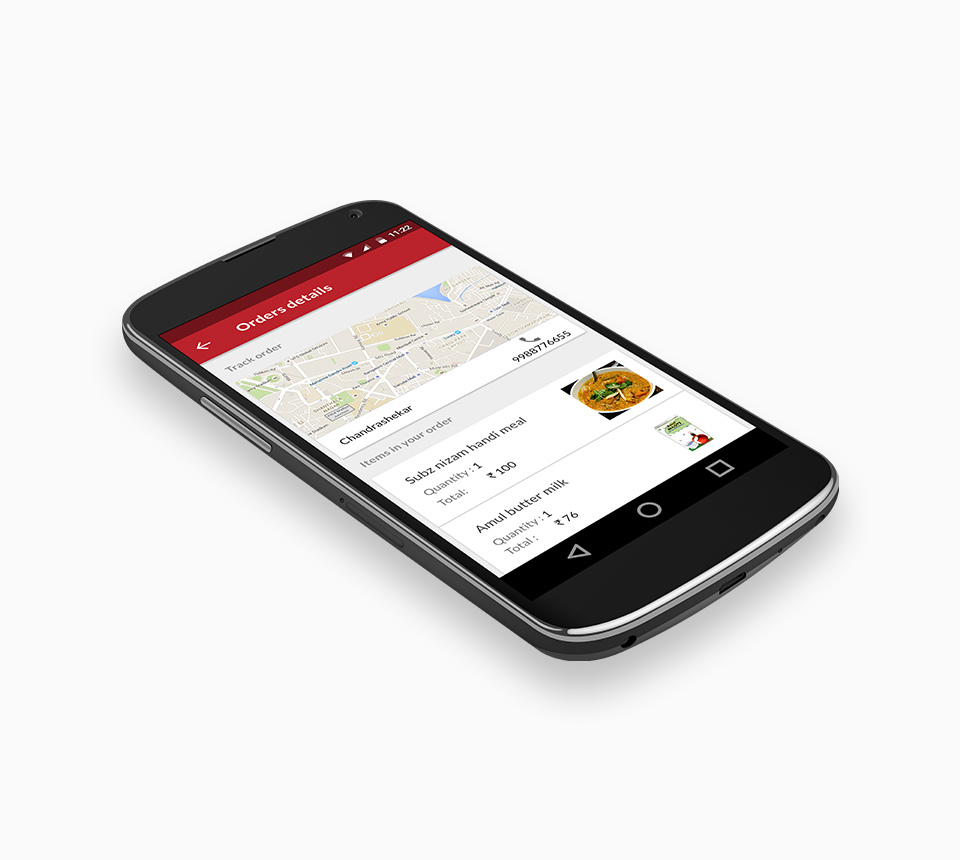 11:22
Orders details
Track order
Chandrashekar
9988776655
Items in your order
Subz nizam handi meal
Quantity : 1
Total: ₹ 100
Amul butter milk
Quantity : 1
Total : ₹ 76